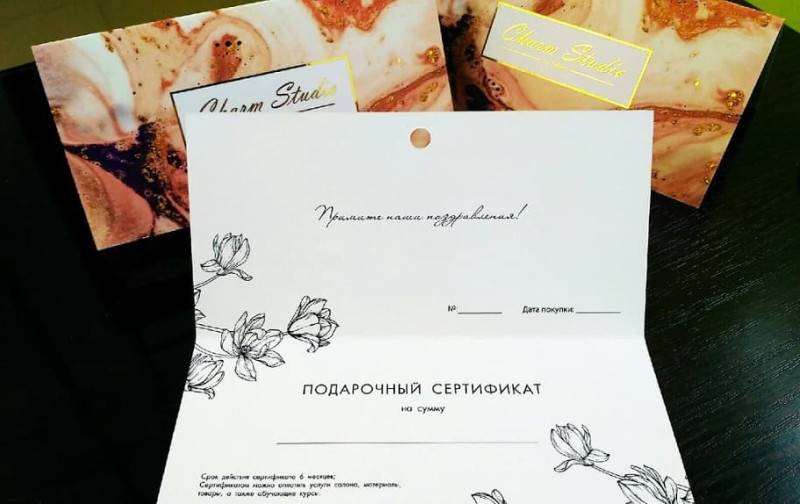 Charm Studio
Charm Studio
Примите наши поздравления!
№: Дата покупки:
ПОДАРОЧНЫЙ СЕРТИФИКАТ
на сумму
Срок действия сертификата 6 месяцев;
Сертификатом можно оплатить услуги салона, материалы,
товары, а также обучающие курсы.